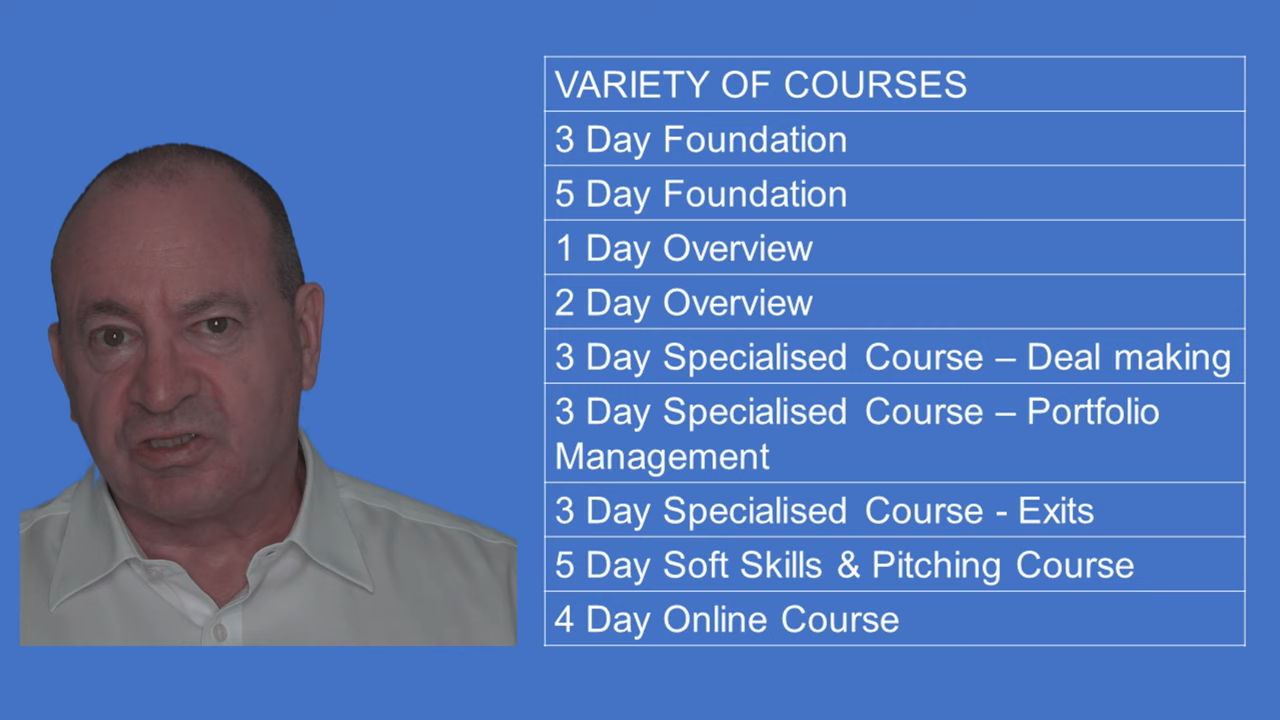 VARIETY OF COURSES
3 Day Foundation
5 Day Foundation
1 Day Overview
2 Day Overview
3 Day Specialised Course – Deal making
3 Day Specialised Course – Portfolio
Management
3 Day Specialised Course - Exits
5 Day Soft Skills & Pitching Course
4 Day Online Course